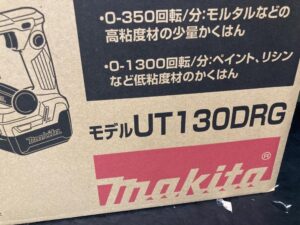 ・0-350回転/分：モルタルなどの
高粘度材の少量かくはん
・0-1300回転/分：ペイント、リシン
など低粘度材のかくはん
モデルUT130DRG
makita®